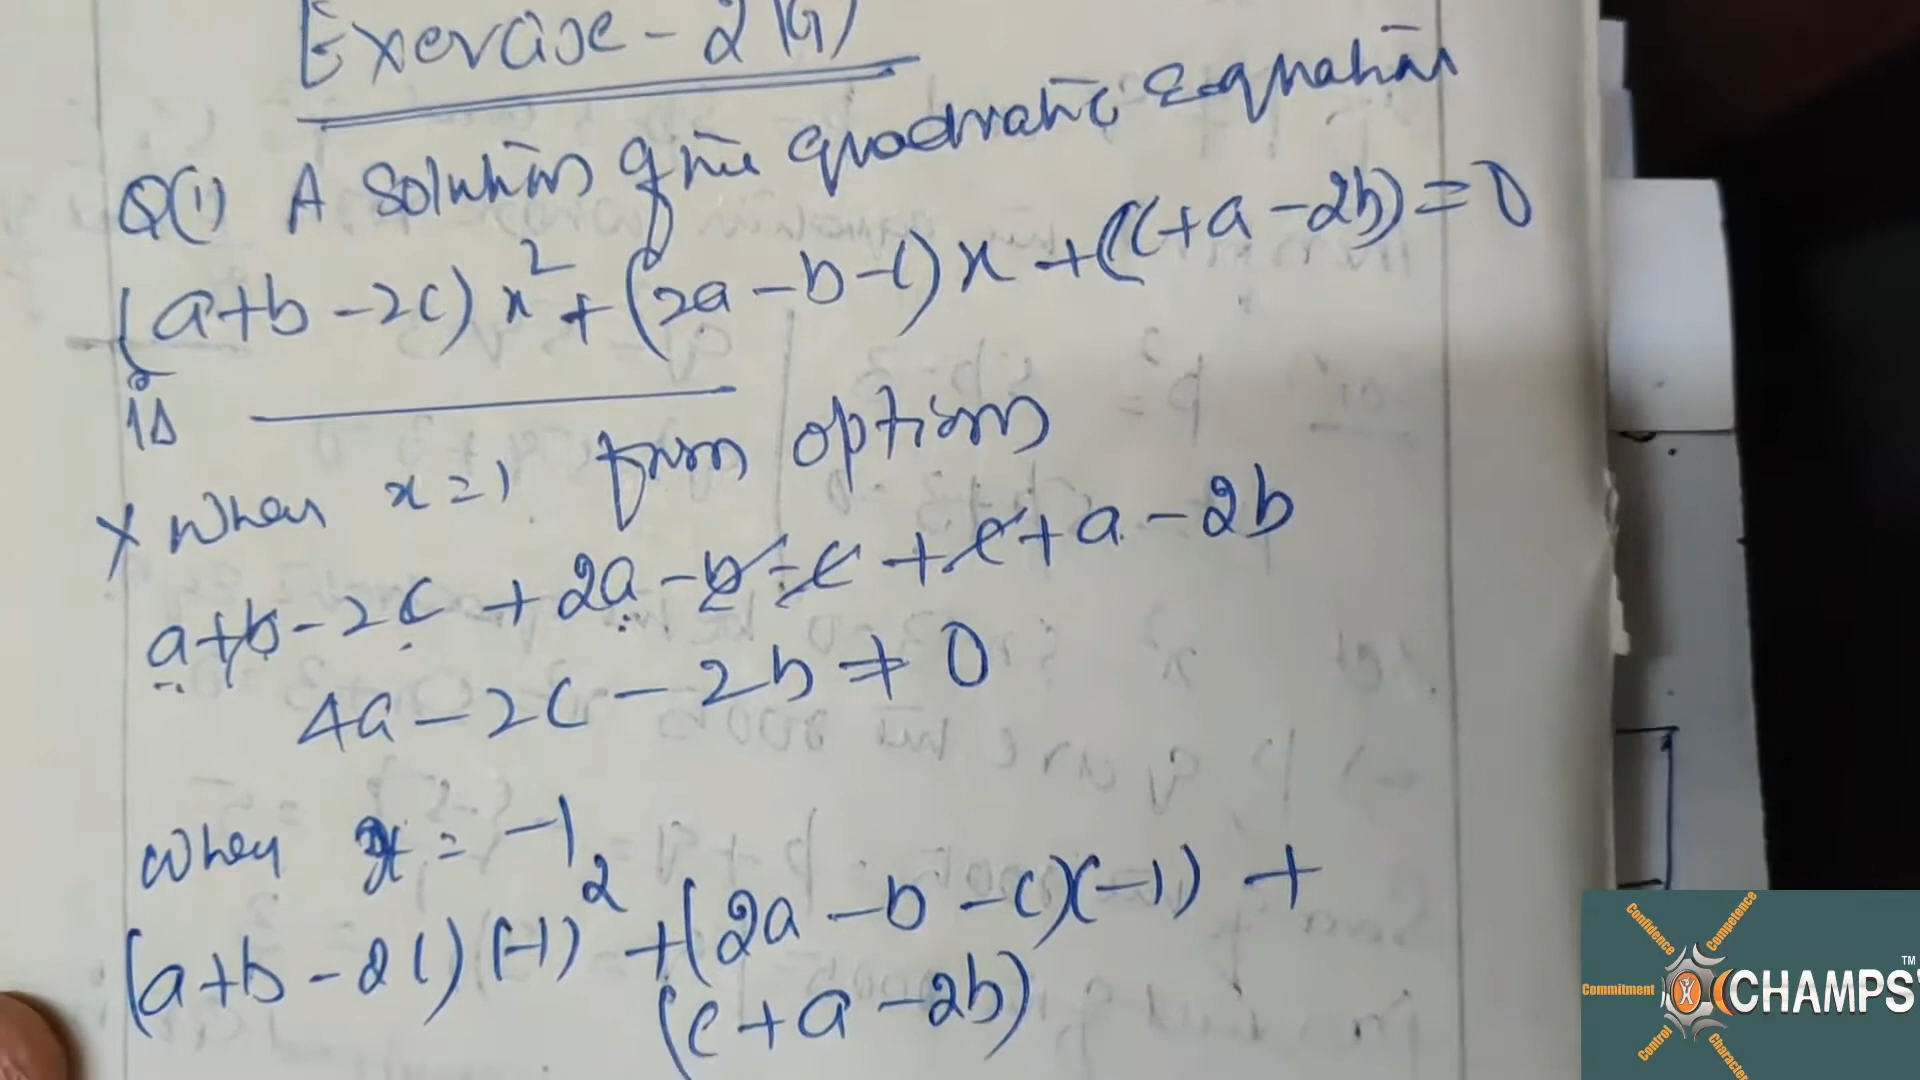 Exercise - 2(G)
Q(1) A Solution of the quadratic Equation
(a+b-2c)x²+(2a-b-c)x+(c+a-2b)=0
is
X When x=1 from options
a+b-2c+2a-b-c+c+a-2b
4a-2c-2b≠0
When x=-1
(a+b-2c)(-1)²+(2a-b-c)(-1)+
(c+a-2b)
Confidence
Competence
Commitment
CHAMPS
TM
Control
Character